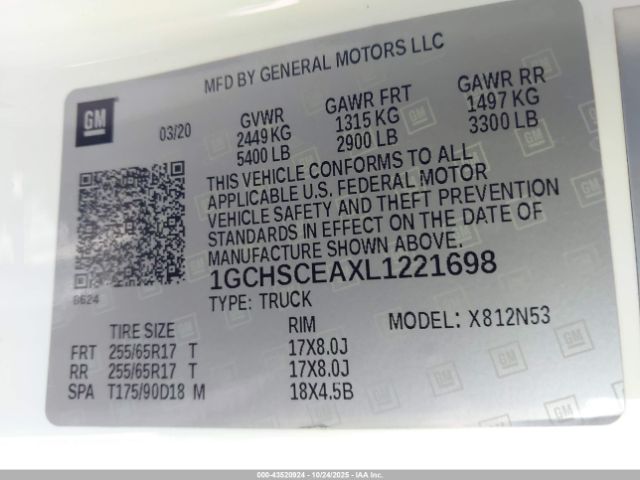 MFD BY GENERAL MOTORS LLC
GM
03/20
GVWR GAWR FRT GAWR RR
2449 KG 1315 KG 1497 KG
5400 LB 2900 LB 3300 LB
THIS VEHICLE CONFORMS TO ALL
APPLICABLE U.S. FEDERAL MOTOR
VEHICLE SAFETY AND THEFT PREVENTION
STANDARDS IN EFFECT ON THE DATE OF
MANUFACTURE SHOWN ABOVE.
8624
1GCHSCEAXL1221698
TYPE: TRUCK
TIRE SIZE RIM MODEL: X812N53
FRT 255/65R17 T 17X8.0J
RR 255/65R17 T 17X8.0J
SPA T175/90D18 M 18X4.5B
000-43520924 - 10/24/2025 - IAAI, Inc.